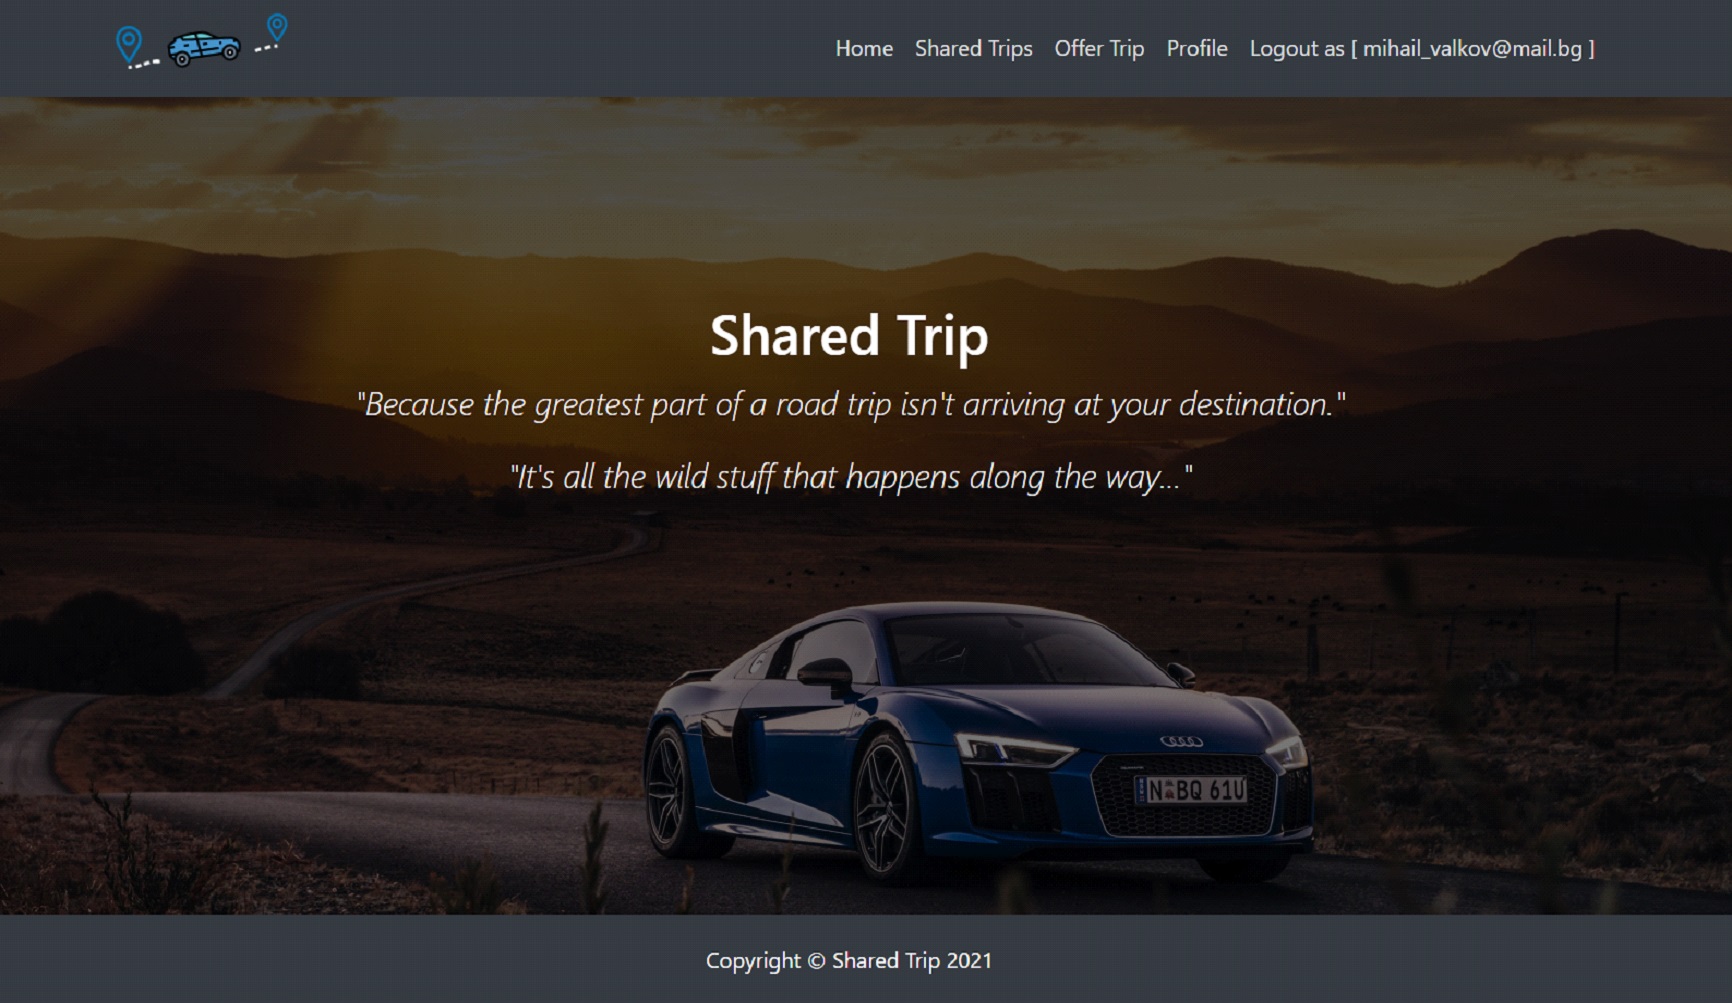 Home Shared Trips Offer Trip Profile Logout as [ mihail_valkov@mail.bg ]
Shared Trip
"Because the greatest part of a road trip isn't arriving at your destination."
"It's all the wild stuff that happens along the way..."
N BQ 61U
Copyright © Shared Trip 2021